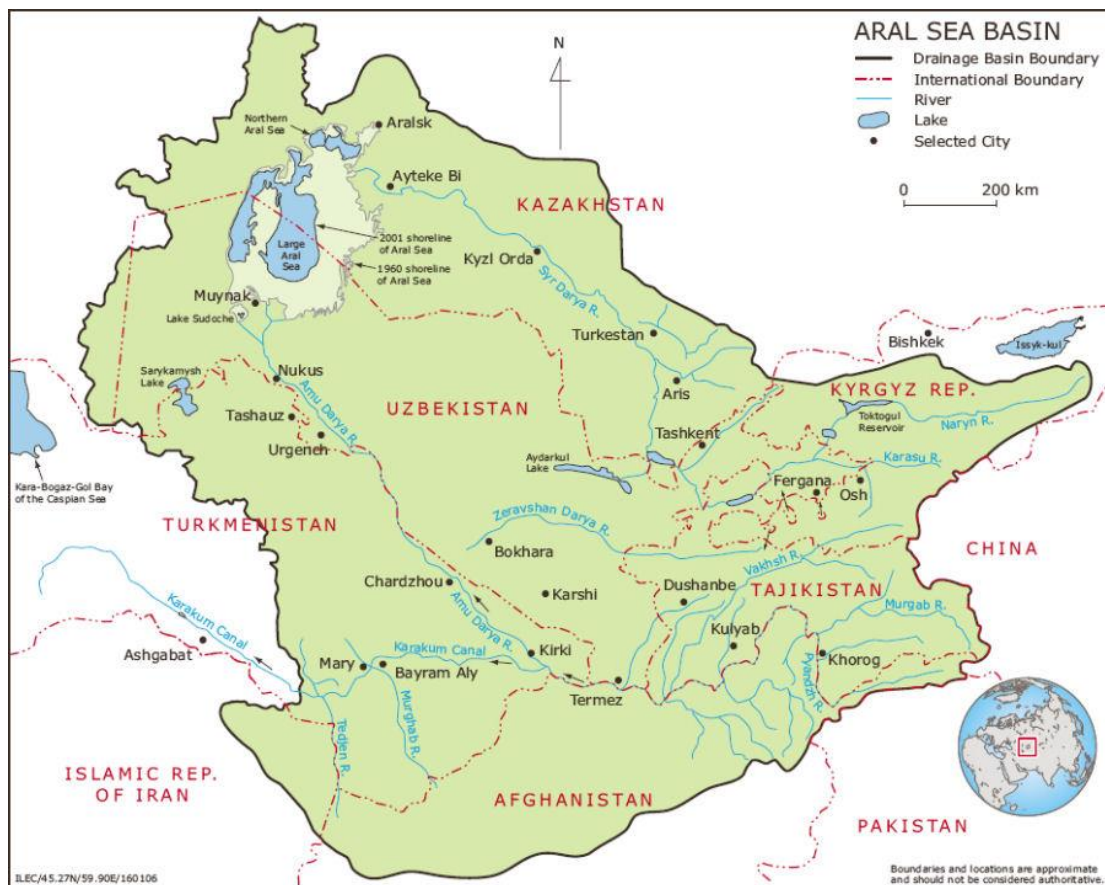 ARAL SEA BASIN
Drainage Basin Boundary
International Boundary
River
Lake
Selected City
0 200 km
N
Northern
Aral Sea
Aralsk
Ayteke Bi
KAZAKHSTAN
2001 shoreline
of Aral Sea
Large
Aral
Sea
1960 shoreline
of Aral Sea
Kyzl Orda
Syr Darya R.
Muynak
Lake Sudoche
Turkestan
Bishkek
Issyk-kul
Sarykamysh
Lake
Nukus
Aris
KYRGYZ REP.
Tashauz
Amu Darya R.
UZBEKISTAN
Toktogul
Reservoir
Naryn R.
Urgench
Tashkent
Aydarkul
Lake
Karasu R.
Kara-Bogaz-Gol Bay
of the Caspian Sea
Fergana
Osh
TURKMENISTAN
Zeravshan Darya R.
Bokhara
Vakhsh R.
CHINA
Chardzhou
Karshi
Dushanbe
TAJIKISTAN
Amu Darya R.
Murgab R.
Karakum Canal
Ashgabat
Karakum Canal
Kirki
Kulyab
Khorog
Mary
Bayram Aly
Pyandzh R.
Termez
Murghab R.
Tedjen R.
ISLAMIC REP.
OF IRAN
AFGHANISTAN
PAKISTAN
ILEC/45.27N/59.90E/160106
Boundaries and locations are approximate
and should not be considered authoritative.